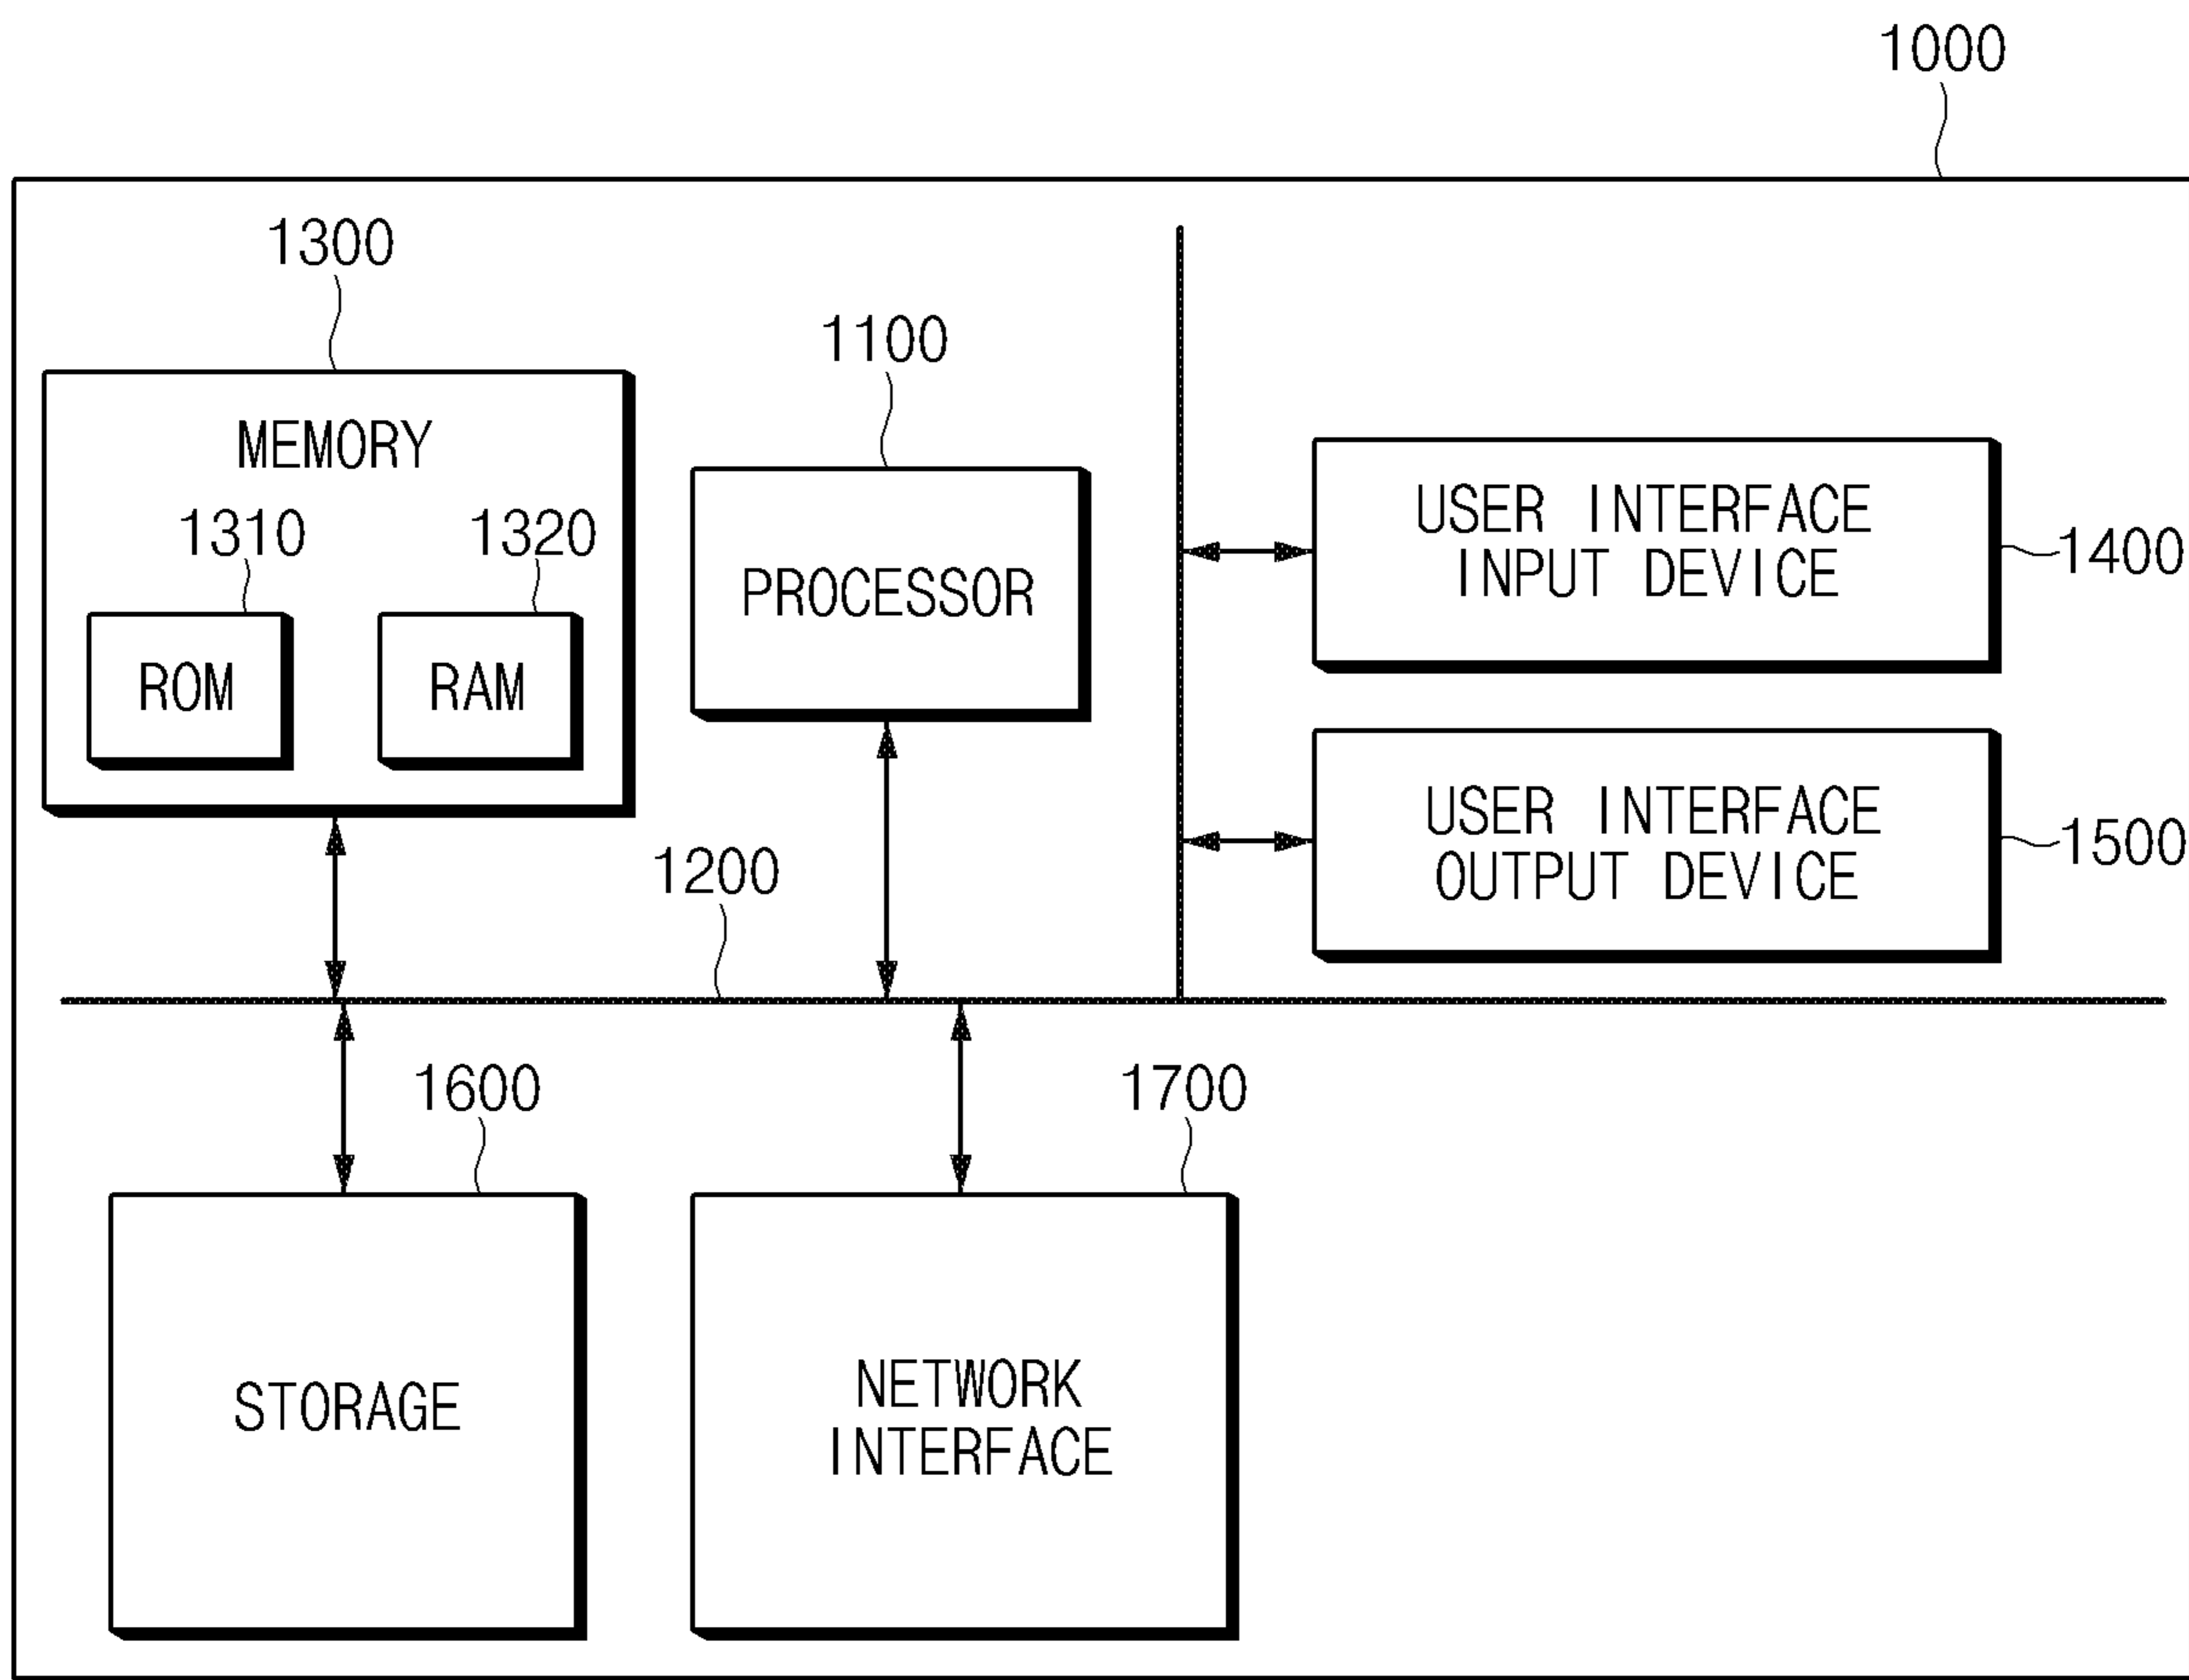 1000
1300
1100
MEMORY
1310
1320
ROM
RAM
PROCESSOR
USER INTERFACE
INPUT DEVICE
1400
USER INTERFACE
OUTPUT DEVICE
1500
1200
1600
1700
STORAGE
NETWORK
INTERFACE